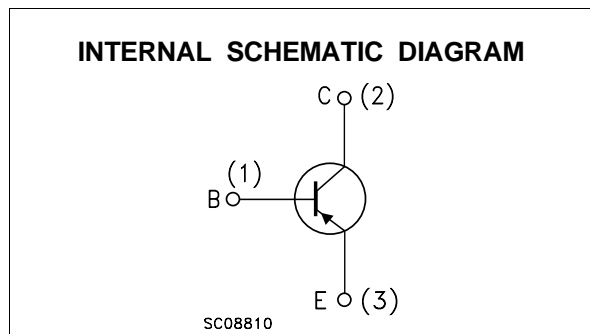 INTERNAL SCHEMATIC DIAGRAM
C (2)
(1)
B
E (3)
SC08810